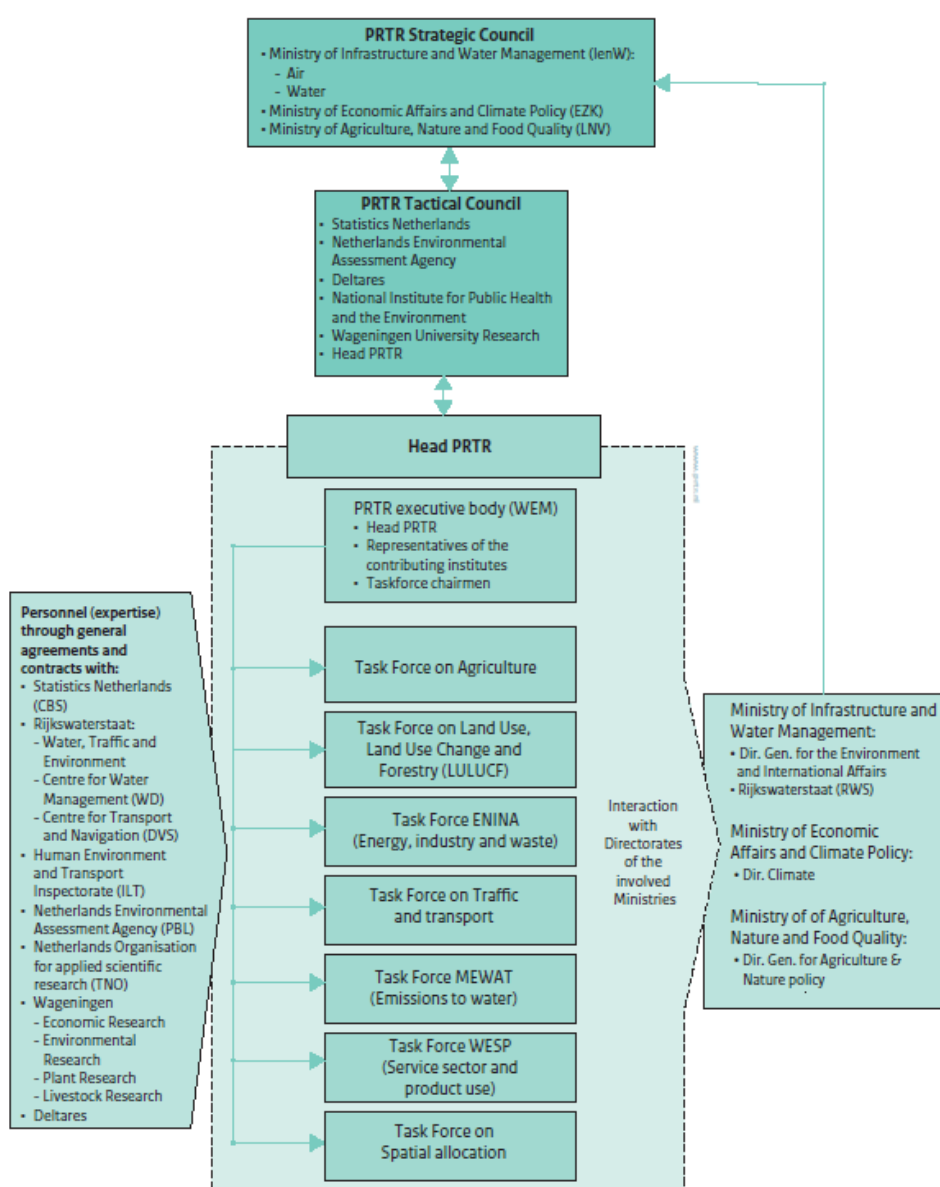 PRTR Strategic Council
• Ministry of Infrastructure and Water Management (IenW):
– Air
– Water
• Ministry of Economic Affairs and Climate Policy (EZK)
• Ministry of Agriculture, Nature and Food Quality (LNV)
PRTR Tactical Council
• Statistics Netherlands
• Netherlands Environmental
Assessment Agency
• Deltares
• National Institute for Public Health
and the Environment
• Wageningen University Research
• Head PRTR
Head PRTR
PRTR executive body (WEM)
• Head PRTR
• Representatives of the
contributing institutes
• Taskforce chairmen
Personnel (expertise)
through general
agreements and
contracts with:
• Statistics Netherlands
(CBS)
• Rijkswaterstaat:
- Water, Traffic and
Environment
- Centre for Water
Management (WD)
- Centre for Transport
and Navigation (DVS)
• Human Environment
and Transport
Inspectorate (ILT)
• Netherlands Environmental
Assessment Agency (PBL)
• Netherlands Organisation
for applied scientific
research (TNO)
• Wageningen
- Economic Research
- Environmental
Research
- Plant Research
- Livestock Research
• Deltares
Task Force on Agriculture
Task Force on Land Use,
Land Use Change and
Forestry (LULUCF)
Task Force ENINA
(Energy, industry and waste)
Task Force on Traffic
and transport
Task Force MEWAT
(Emissions to water)
Task Force WESP
(Service sector and
product use)
Task Force on
Spatial allocation
Interaction
with
Directorates
of the
involved
Ministries
Ministry of Infrastructure and
Water Management:
• Dir. Gen. for the Environment
and International Affairs
• Rijkswaterstaat (RWS)
Ministry of Economic
Affairs and Climate Policy:
• Dir. Climate
Ministry of of Agriculture,
Nature and Food Quality:
• Dir. Gen. for Agriculture &
Nature policy